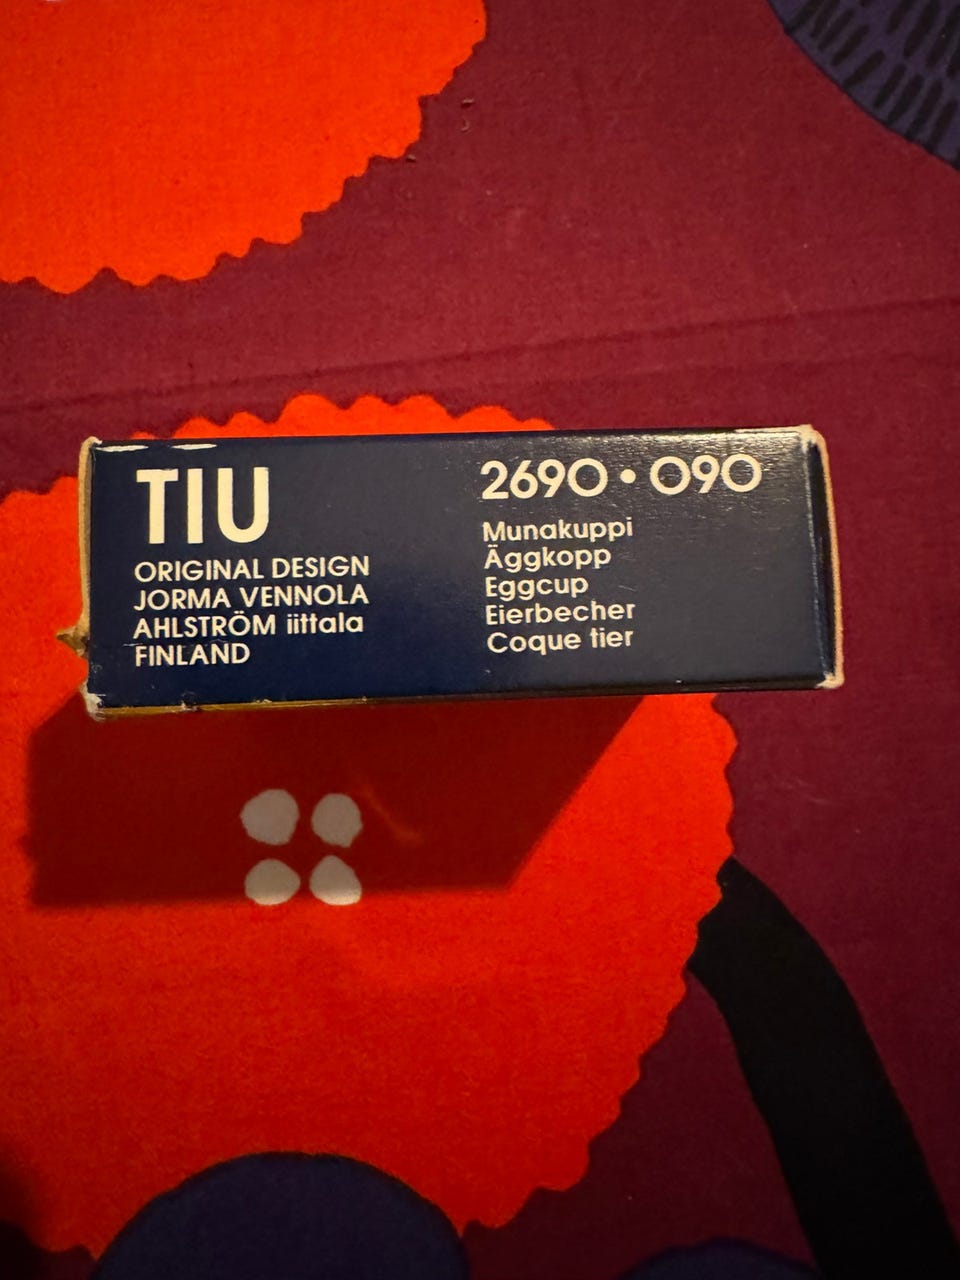 TIU
ORIGINAL DESIGN
JORMA VENNOLA
AHLSTRÖM iittala
FINLAND
2690 • 090
Munakuppi
Äggkopp
Eggcup
Eierbecher
Coque tier